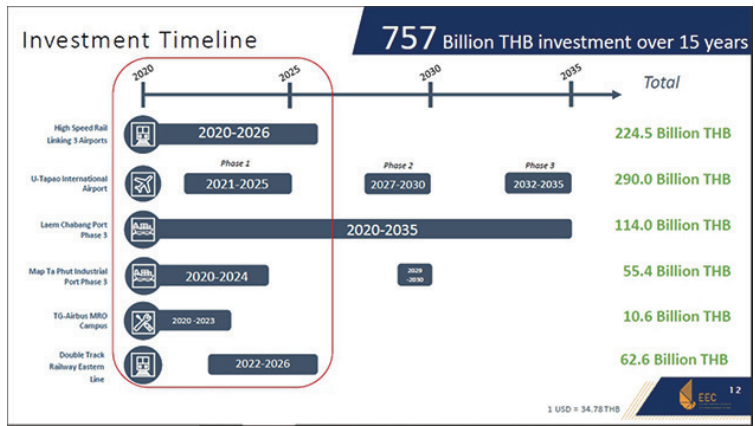 Investment Timeline
757 Billion THB investment over 15 years
2020
2025
2030
2035
Total
High Speed Rail
Linking 3 Airports
2020-2026
224.5 Billion THB
U-Tapao International
Airport
Phase 1
2021-2025
Phase 2
2027-2030
Phase 3
2032-2035
290.0 Billion THB
Laem Chabang Port
Phase 3
2020-2035
114.0 Billion THB
Map Ta Phut Industrial
Port Phase 3
2020-2024
2029
-2030
55.4 Billion THB
TG-Airbus MRO
Campus
2020-2023
10.6 Billion THB
Double Track
Railway Eastern
Line
2022-2026
62.6 Billion THB
1 USD = 34.78 THB
EEC
12